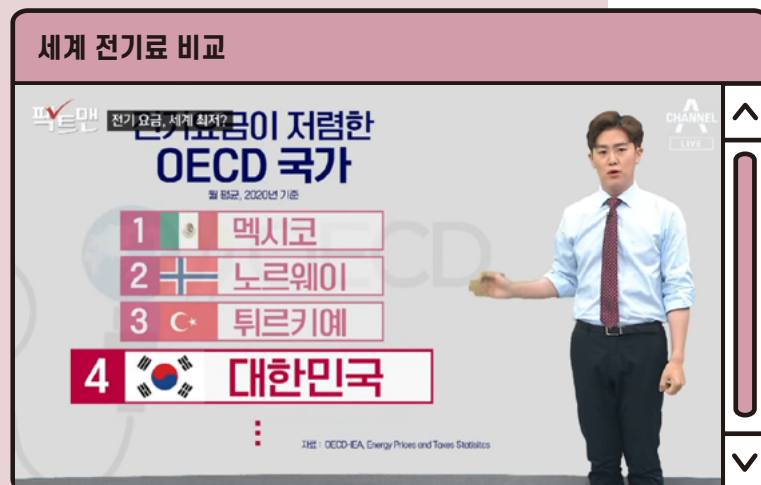 세계 전기료 비교
팩트맨
전기 요금, 세계 최저?
CHANNEL A
LIVE
전기요금이 저렴한
OECD 국가
월 평균, 2020년 기준
1 멕시코
2 노르웨이
3 튀르키예
4 대한민국
자료 : OECD·IEA, Energy Prices and Taxes Statisitcs